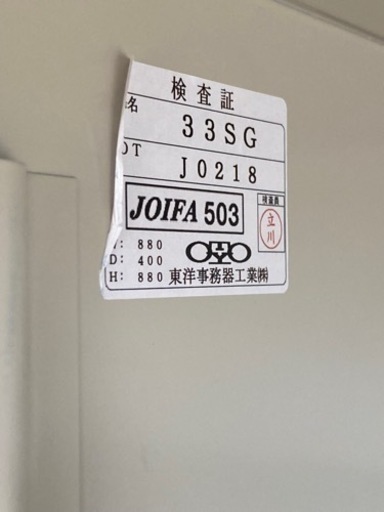 検査証
名 33SG
OT J0218
JOIFA 503
検査員
立川
W: 880
D: 400
H: 880
東洋事務器工業㈱